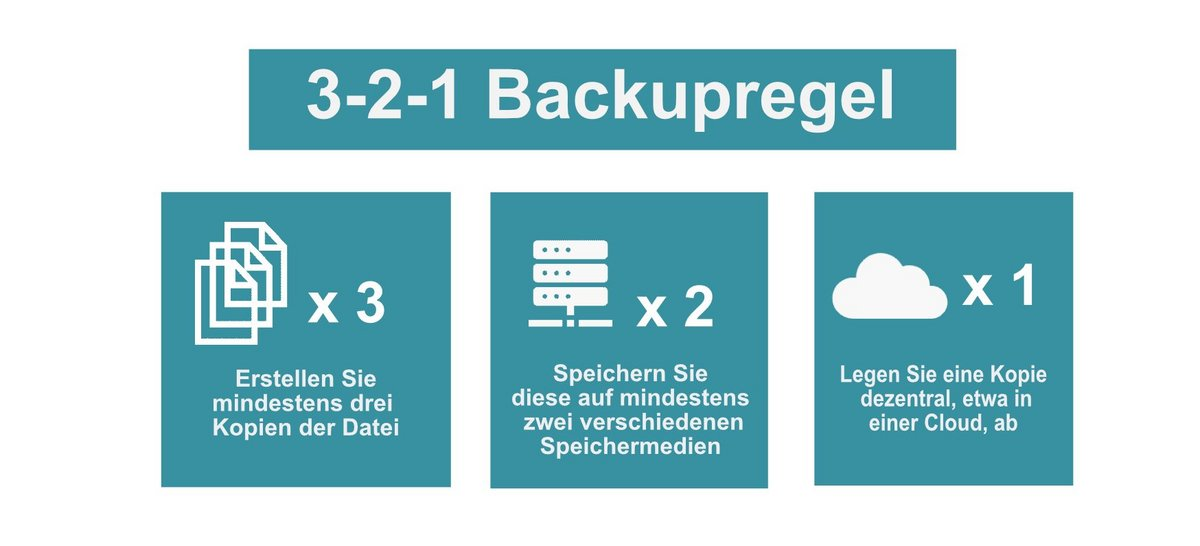 3-2-1 Backupregel
x 3
Erstellen Sie
mindestens drei
Kopien der Datei
x 2
Speichern Sie
diese auf mindestens
zwei verschiedenen
Speichermedien
x 1
Legen Sie eine Kopie
dezentral, etwa in
einer Cloud, ab